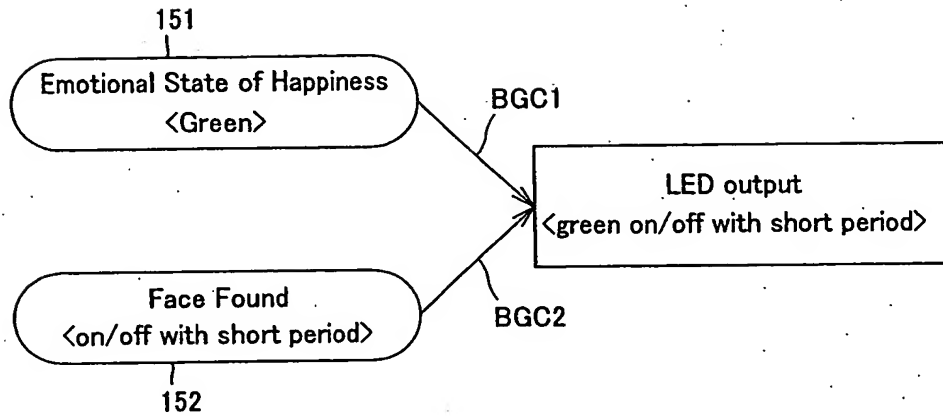 151
Emotional State of Happiness
<Green>
BGC1
LED output
<green on/off with short period>
Face Found
<on/off with short period>
BGC2
152